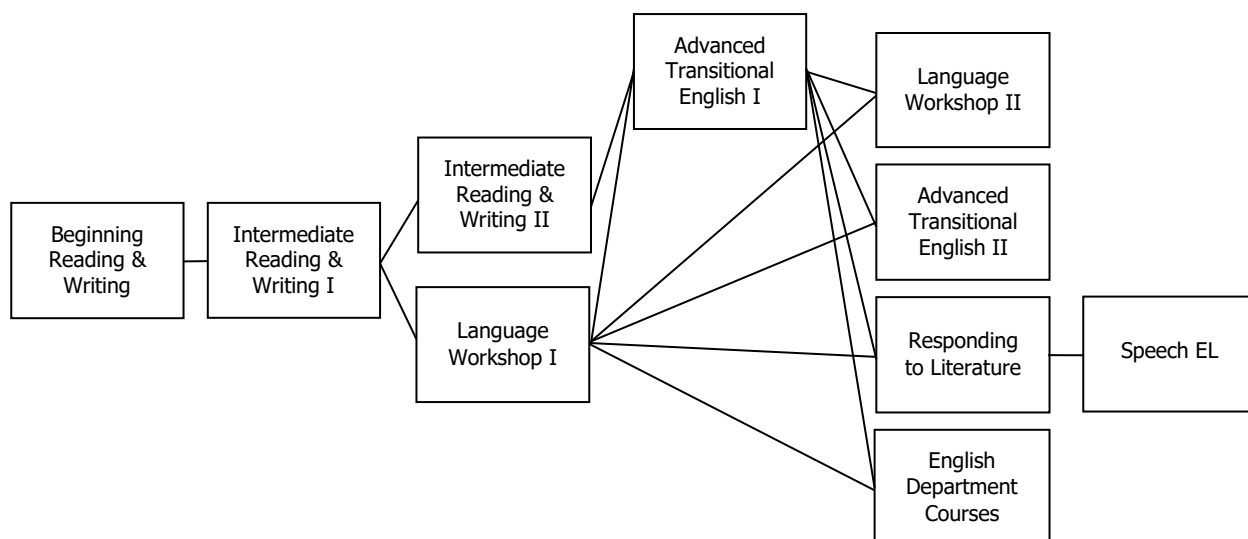 Beginning
Reading &
Writing
Intermediate
Reading &
Writing I
Intermediate
Reading &
Writing II
Language
Workshop I
Advanced
Transitional
English I
Language
Workshop II
Advanced
Transitional
English II
Responding
to Literature
English
Department
Courses
Speech EL